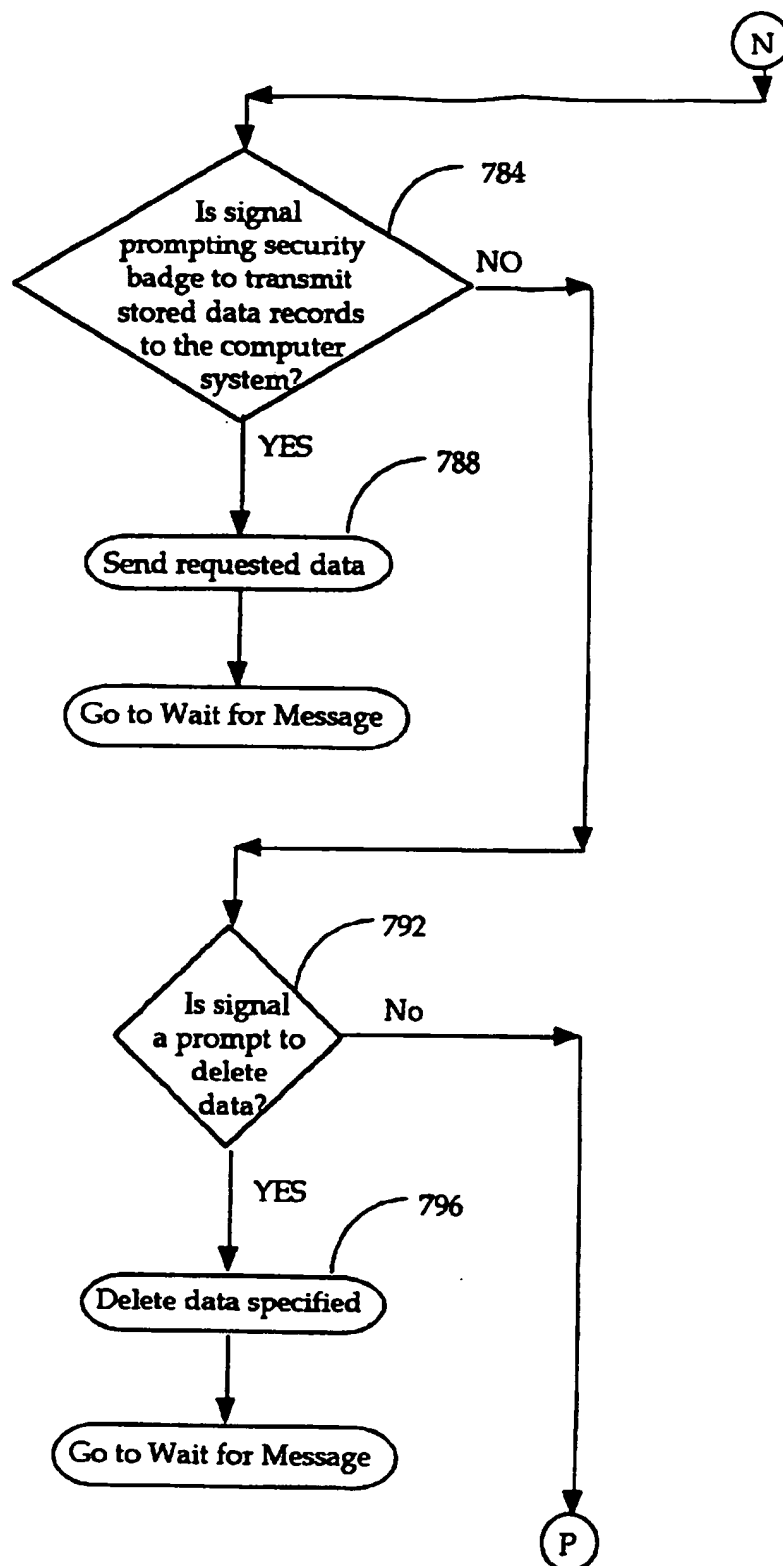 N
784
Is signal
prompting security
badge to transmit
stored data records
to the computer
system?
NO
YES
788
Send requested data
Go to Wait for Message
792
Is signal
a prompt to
delete
data?
No
YES
796
Delete data specified
Go to Wait for Message
P